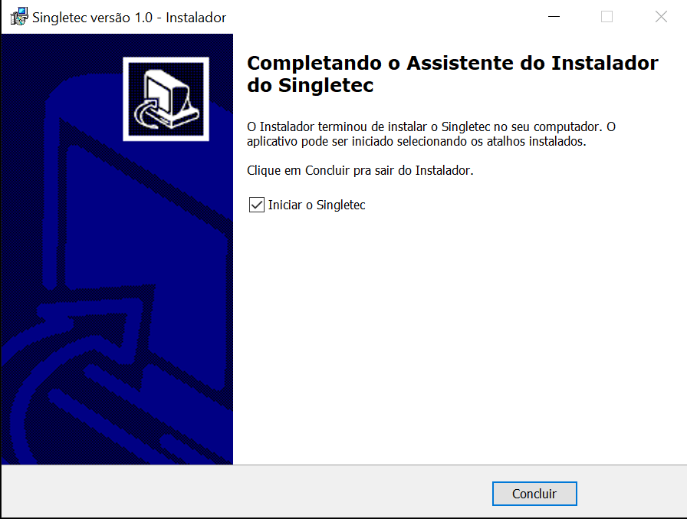 Singletec versão 1.0 - Instalador
Completando o Assistente do Instalador
do Singletec
O Instalador terminou de instalar o Singletec no seu computador. O
aplicativo pode ser iniciado selecionando os atalhos instalados.
Clique em Concluir pra sair do Instalador.
Iniciar o Singletec
Concluir